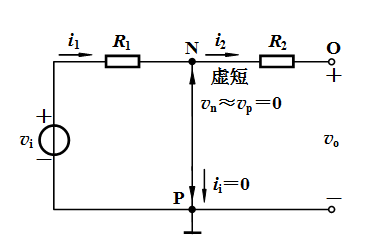 i₁ R₁ N i₂ R₂ O
虚短
+ vₙ≈vₚ=0 +
vᵢ vₒ
− iᵢ=0 −
P